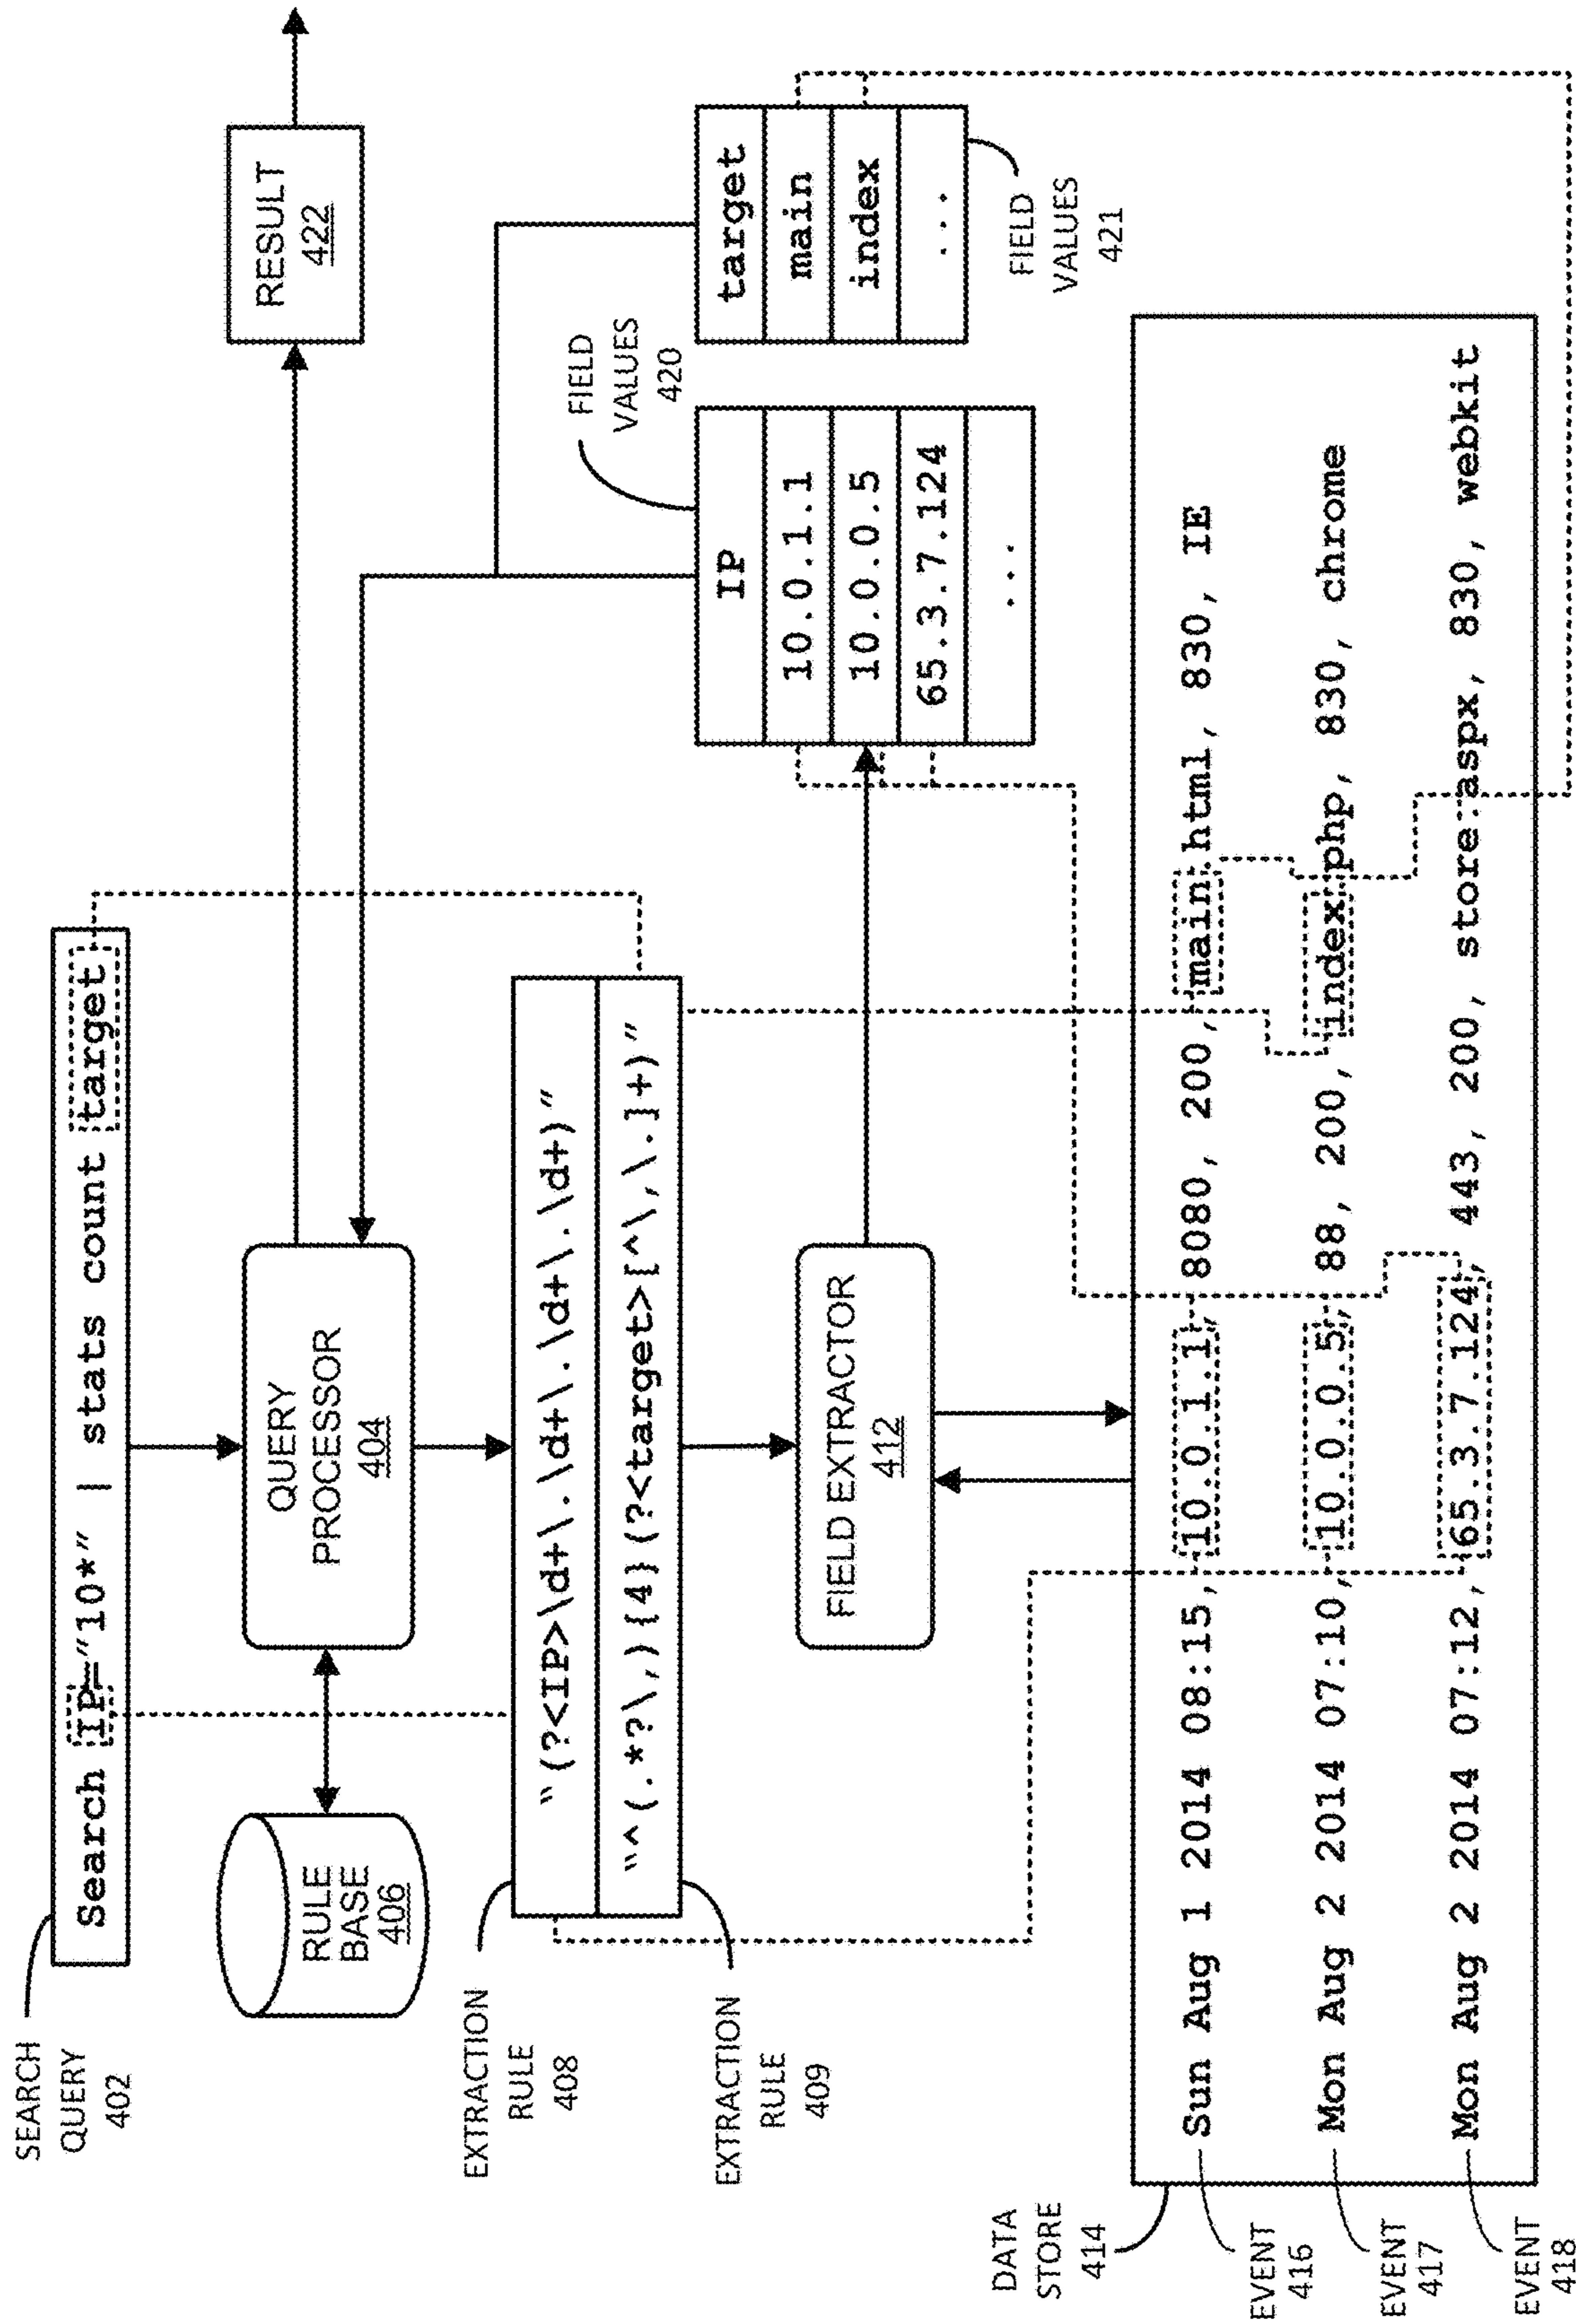 SEARCH
QUERY
402
Search IP="10*" | stats count target
RULE
BASE
406
QUERY
PROCESSOR
404
RESULT
422
EXTRACTION
RULE
408
"(?<IP>\d+\.\d+\.\d+\.\d+)"
"^(.*?\,){4}(?<target>[^\,\.]+)"
EXTRACTION
RULE
409
FIELD EXTRACTOR
412
FIELD
VALUES
420
IP
10.0.1.1
10.0.0.5
65.3.7.124
...
target
main
index
...
FIELD
VALUES
421
DATA
STORE
414
EVENT
416
Sun Aug 1 2014 08:15, 10.0.1.1, 8080, 200, main.html, 830, IE
EVENT
417
Mon Aug 2 2014 07:10, 10.0.0.5, 88, 200, index.php, 830, chrome
EVENT
418
Mon Aug 2 2014 07:12, 65.3.7.124, 443, 200, store.aspx, 830, webkit